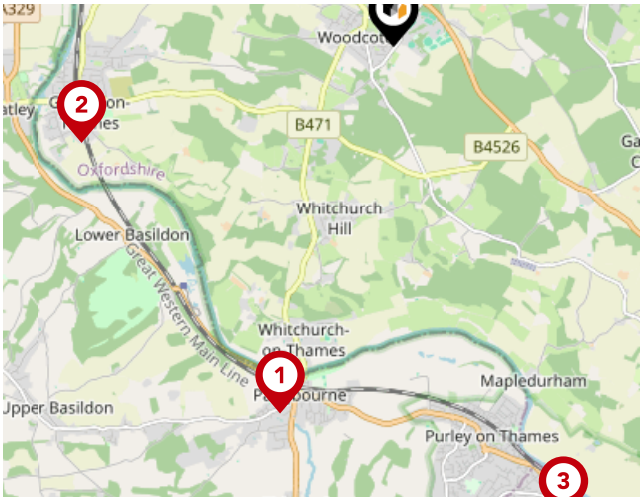 A329
Woodcot
2
B471
B4526
Oxfordshire
Whitchurch
Hill
Lower Basildon
Great Western Main Line
Whitchurch-
on Thames
1
Mapledurham
Upper Basildon
Purley on Thames
3